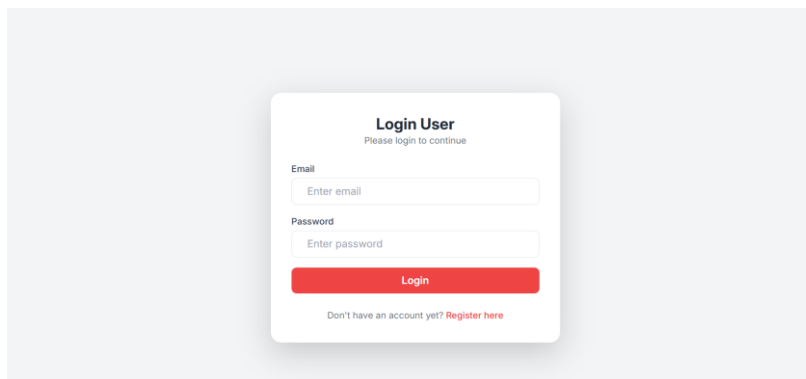 Login User
Please login to continue
Email
Enter email
Password
Enter password
Login
Don't have an account yet? Register here